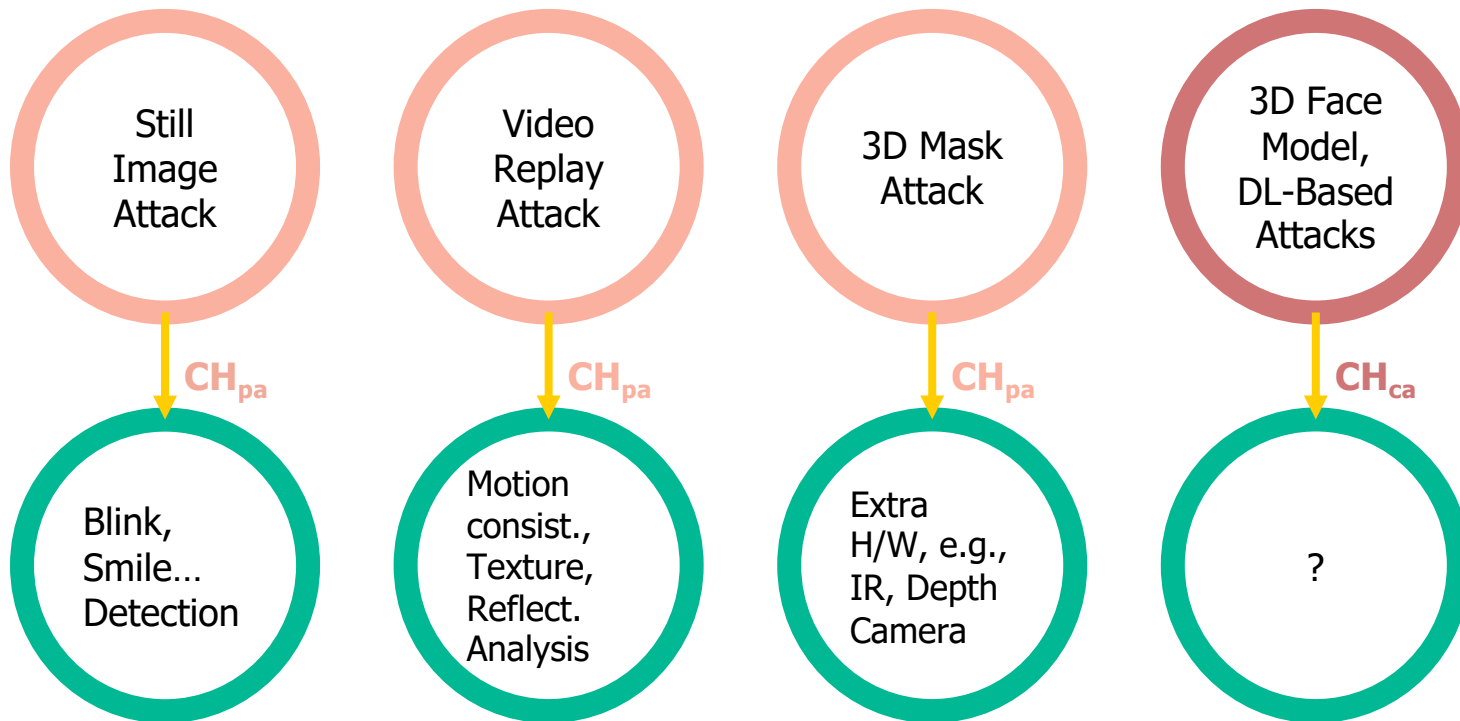 Still
Image
Attack
Video
Replay
Attack
3D Mask
Attack
3D Face
Model,
DL-Based
Attacks
CHpa
CHpa
CHpa
CHca
Blink,
Smile…
Detection
Motion
consist.,
Texture,
Reflect.
Analysis
Extra
H/W, e.g.,
IR, Depth
Camera
?